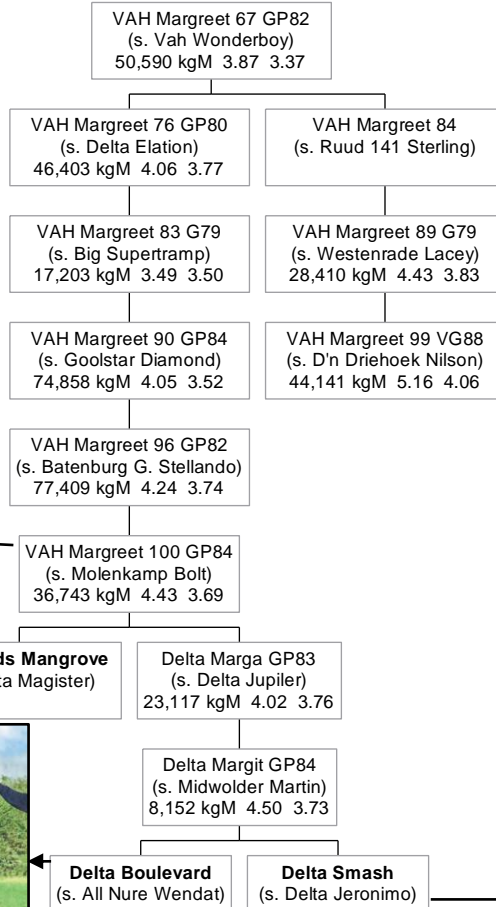 VAH Margreet 67 GP82
(s. Vah Wonderboy)
50,590 kgM 3.87 3.37
VAH Margreet 76 GP80
(s. Delta Elation)
46,403 kgM 4.06 3.77
VAH Margreet 84
(s. Ruud 141 Sterling)
VAH Margreet 83 G79
(s. Big Supertramp)
17,203 kgM 3.49 3.50
VAH Margreet 89 G79
(s. Westenrade Lacey)
28,410 kgM 4.43 3.83
VAH Margreet 90 GP84
(s. Goolstar Diamond)
74,858 kgM 4.05 3.52
VAH Margreet 99 VG88
(s. D'n Driehoek Nilson)
44,141 kgM 5.16 4.06
VAH Margreet 96 GP82
(s. Batenburg G. Stellando)
77,409 kgM 4.24 3.74
VAH Margreet 100 GP84
(s. Molenkamp Bolt)
36,743 kgM 4.43 3.69
ds Mangrove
ta Magister)
Delta Marga GP83
(s. Delta Jupiler)
23,117 kgM 4.02 3.76
Delta Margit GP84
(s. Midwolder Martin)
8,152 kgM 4.50 3.73
Delta Boulevard
(s. All Nure Wendat)
Delta Smash
(s. Delta Jeronimo)